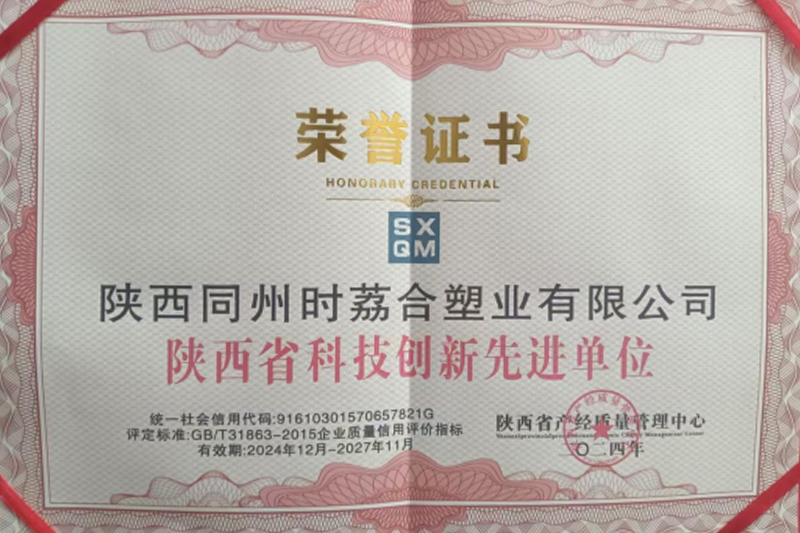 荣誉证书
HONORARY CREDENTIAL
SX
QM
陕西同州时荔合塑业有限公司
陕西省科技创新先进单位
统一社会信用代码:91610301570657821G
评定标准:GB/T31863-2015企业质量信用评价指标
有效期:2024年12月-2027年11月
陕西省产经质量管理中心
〇二四年